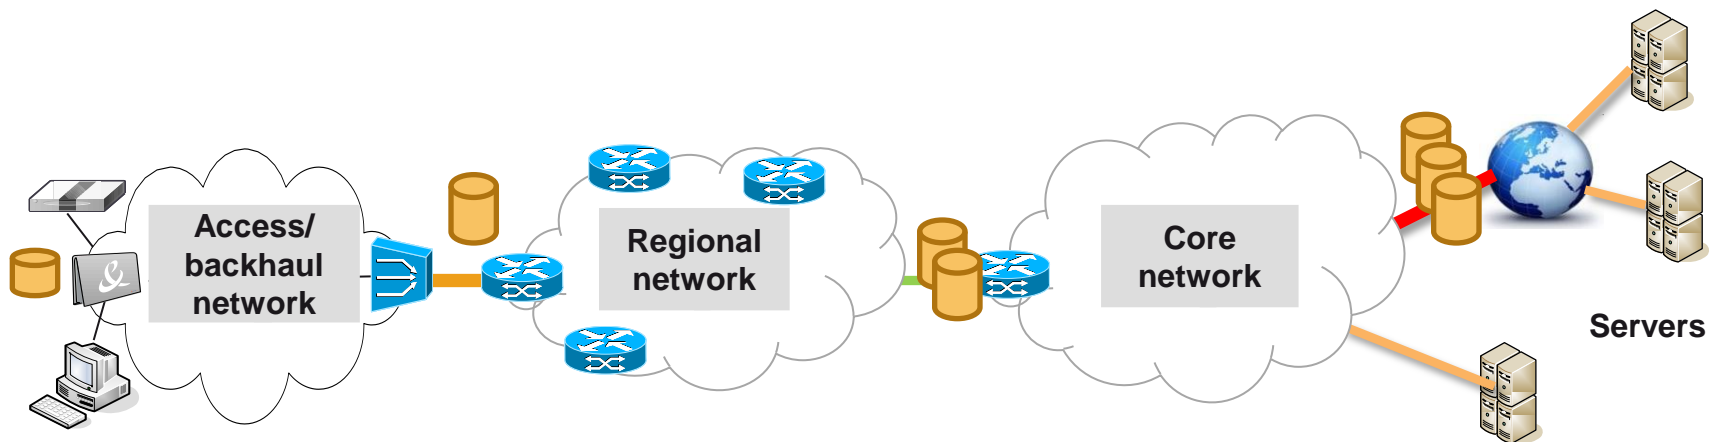 Access/
backhaul
network
Regional
network
Core
network
Servers
&